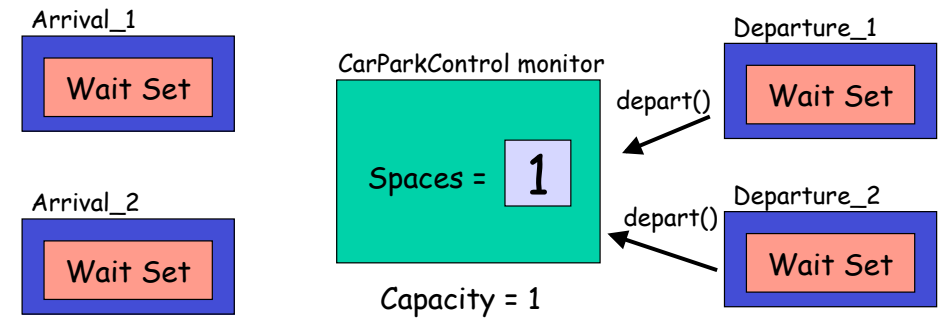 Arrival_1
Wait Set
Arrival_2
Wait Set
CarParkControl monitor
Spaces = 1
Capacity = 1
depart()
depart()
Departure_1
Wait Set
Departure_2
Wait Set